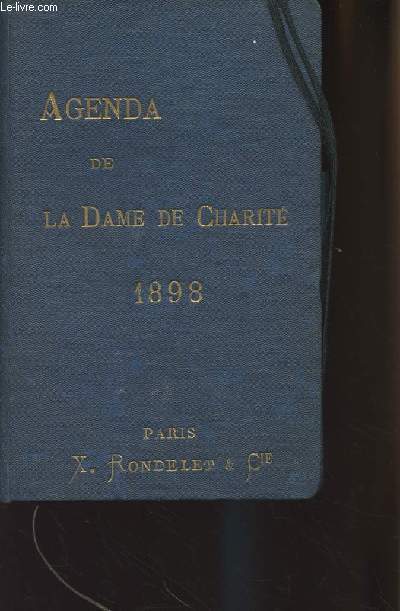 Le-livre.com
AGENDA
DE
LA DAME DE CHARITÉ
1898
PARIS
X. RONDELET & CIE